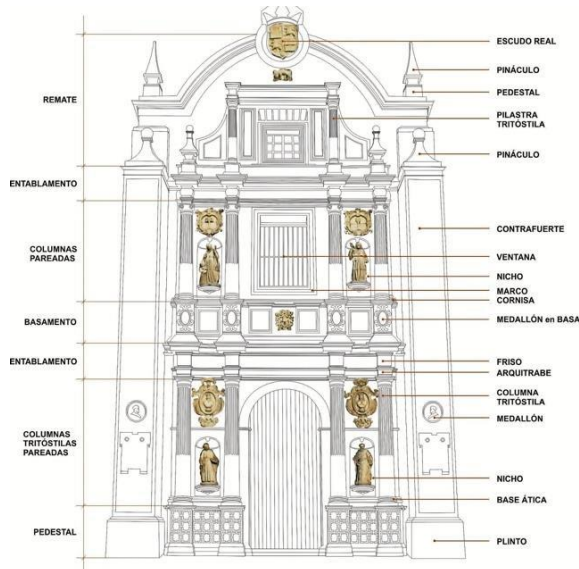 REMATE
ENTABLAMENTO
COLUMNAS
PAREADAS
BASAMENTO
ENTABLAMENTO
COLUMNAS
TRITÓSTILAS
PAREADAS
PEDESTAL
ESCUDO REAL
PINÁCULO
PEDESTAL
PILASTRA
TRITÓSTILA
PINÁCULO
CONTRAFUERTE
VENTANA
NICHO
MARCO
CORNISA
MEDALLÓN en BASA
FRISO
ARQUITRABE
COLUMNA
TRITÓSTILA
MEDALLÓN
NICHO
BASE ÁTICA
PLINTO